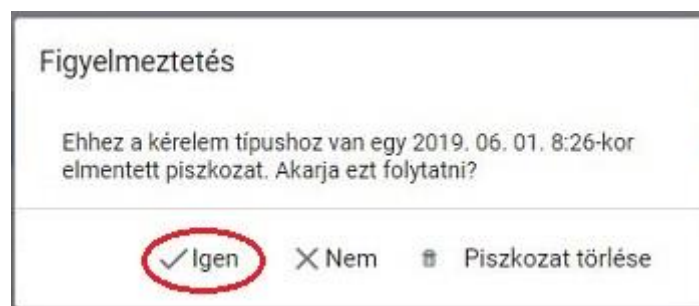 Figyelmeztetés
Ehhez a kérelem típushoz van egy 2019. 06. 01. 8:26-kor
elmentett piszkozat. Akarja ezt folytatni?
Igen Nem Piszkozat törlése